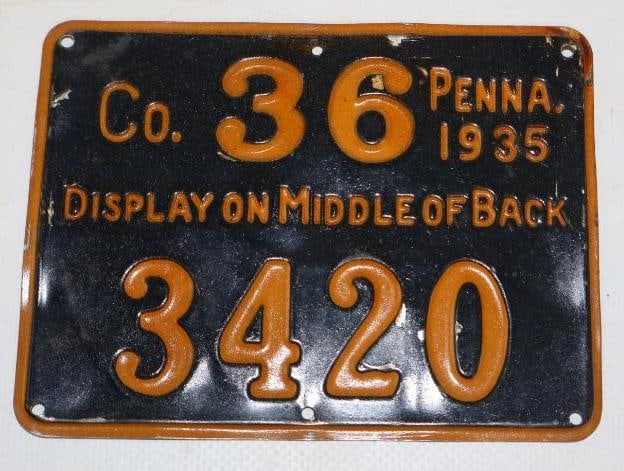 Co. 36 PENNA.
1935
DISPLAY ON MIDDLE OF BACK
3420